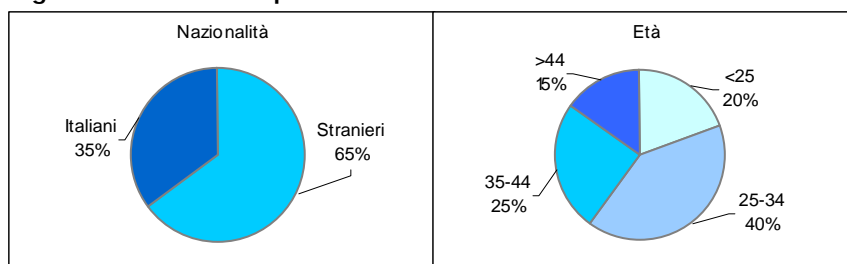 Nazionalità
Italiani
35%
Stranieri
65%
Età
>44
15%
<25
20%
35-44
25%
25-34
40%